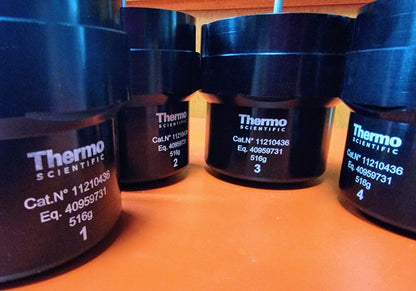 Thermo
SCIENTIFIC
Cat.N° 11210436
Eq. 40959731
516g
1
Thermo
SCIENTIFIC
Cat.N° 11210436
Eq. 40959731
516g
2
Thermo
SCIENTIFIC
Cat.N° 11210436
Eq. 40959731
516g
3
Thermo
SCIENTIFIC
Cat.N° 11210436
Eq. 40959731
516g
4